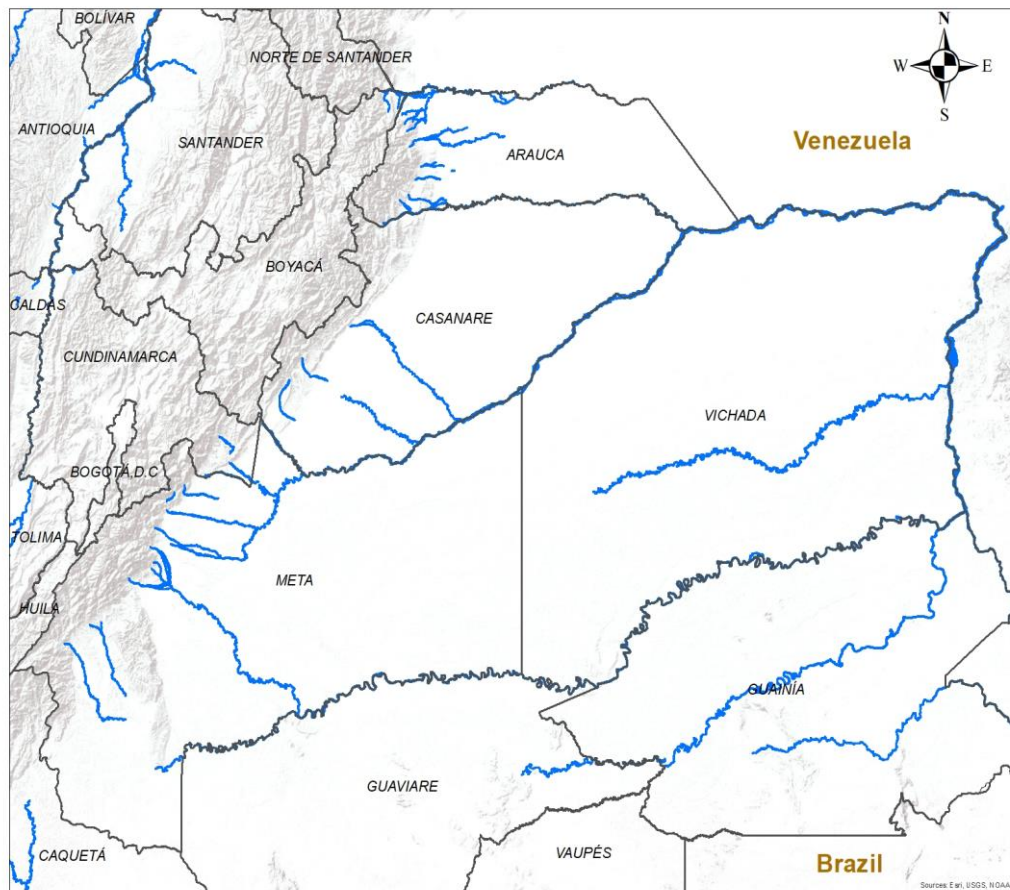 BOLÍVAR
N
NORTE DE SANTANDER
W
E
S
ANTIOQUIA
SANTANDER
Venezuela
ARAUCA
BOYACÁ
CALDAS
CASANARE
CUNDINAMARCA
VICHADA
BOGOTÁ D.C
TOLIMA
META
HUILA
GUAINÍA
GUAVIARE
CAQUETÁ
VAUPÉS
Brazil
Sources: Esri, USGS, NOAA